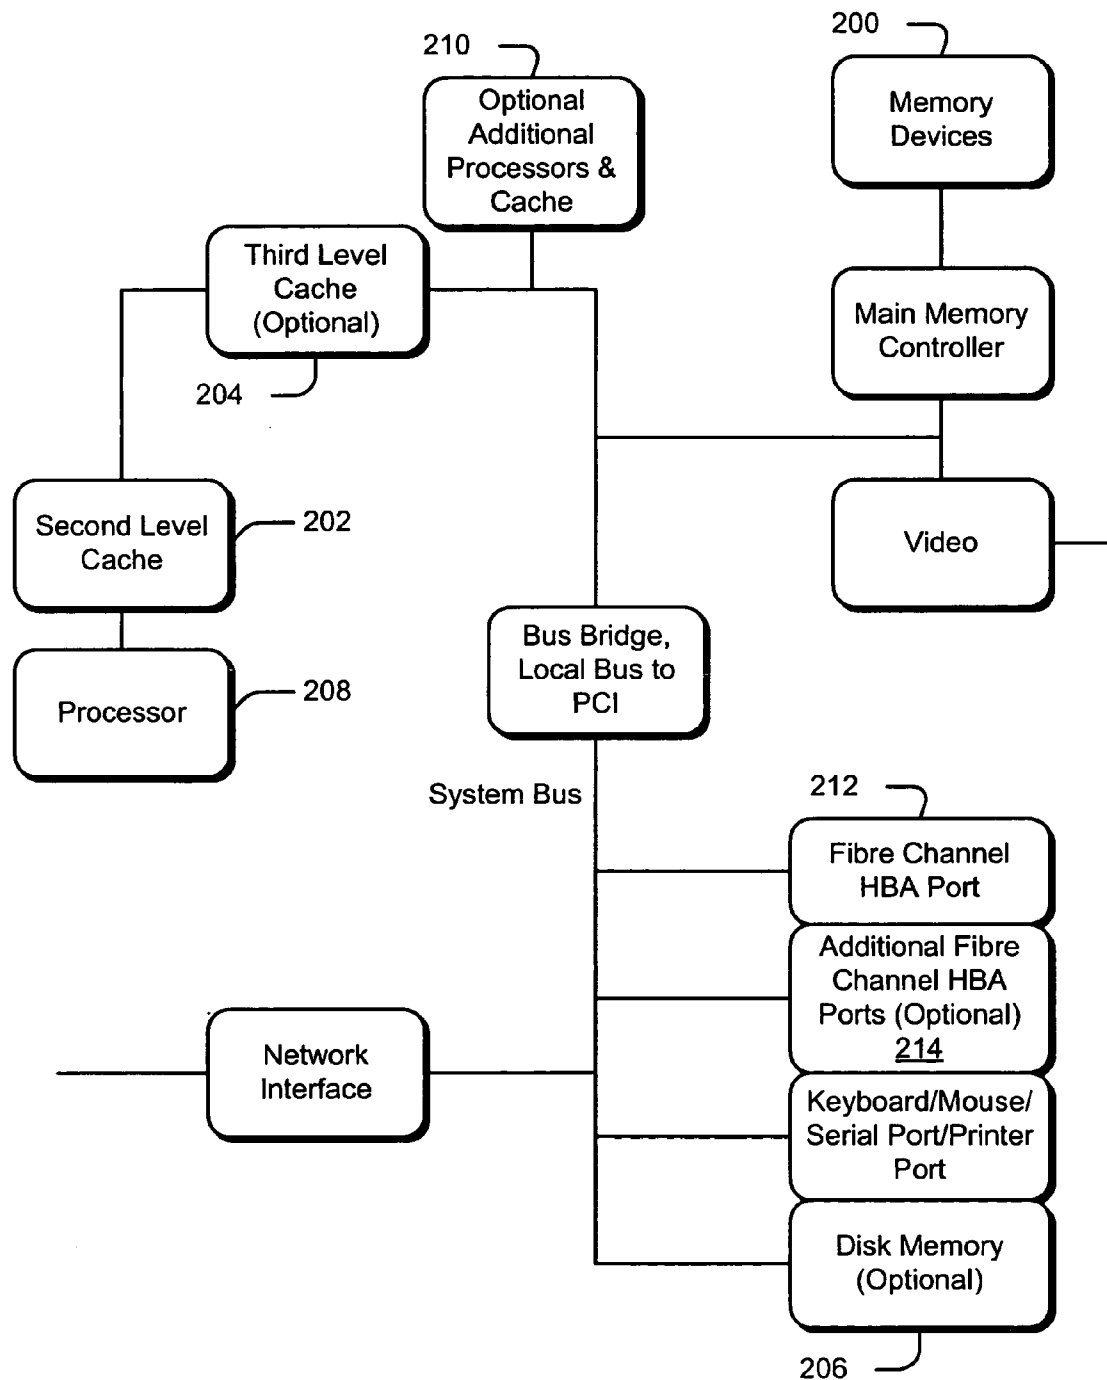 210
Optional
Additional
Processors &
Cache
200
Memory
Devices
Third Level
Cache
(Optional)
204
Main Memory
Controller
Second Level
Cache
202
Video
Processor
208
Bus Bridge,
Local Bus to
PCI
System Bus
212
Fibre Channel
HBA Port
Additional Fibre
Channel HBA
Ports (Optional)
214
Network
Interface
Keyboard/Mouse/
Serial Port/Printer
Port
Disk Memory
(Optional)
206